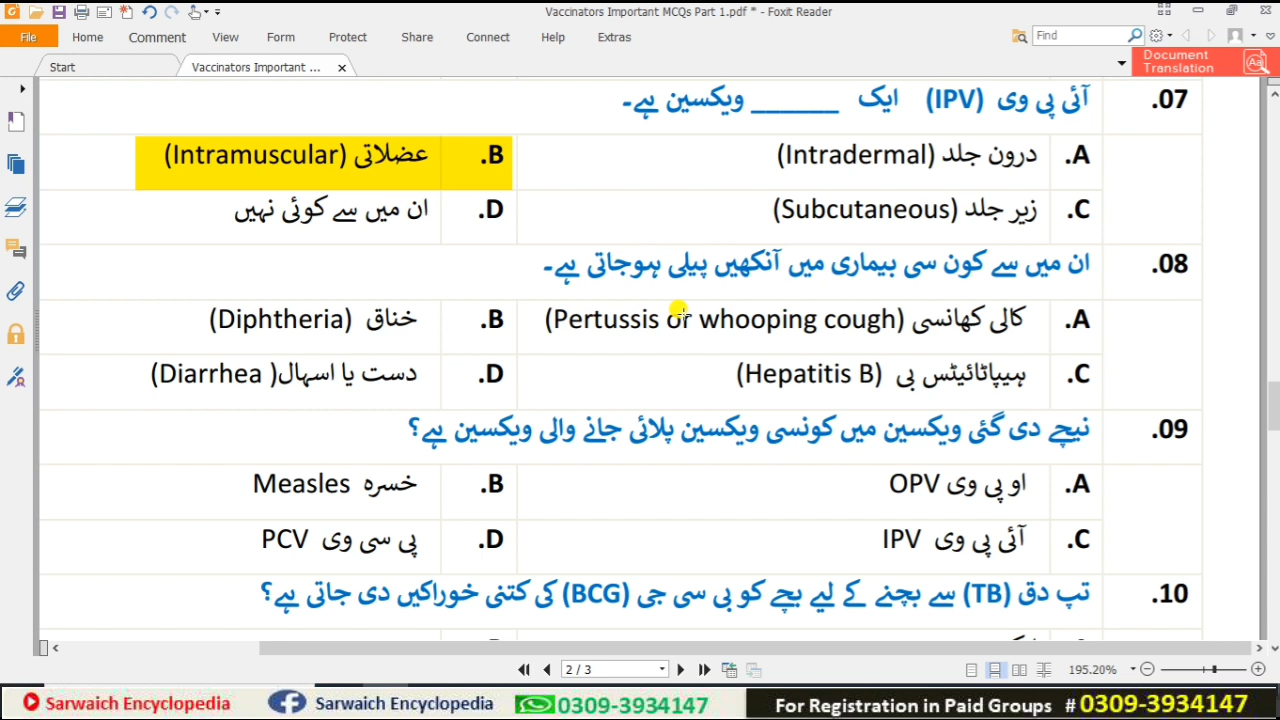 Vaccinators Important MCQs Part 1.pdf * - Foxit Reader
File Home Comment View Form Protect Share Connect Help Extras Find
Start Vaccinators Important ... Document Translation
07. آئی پی وی (IPV) ایک ______ ویکسین ہے۔
A. درون جلد (Intradermal) B. عضلاتی (Intramuscular)
C. زیر جلد (Subcutaneous) D. ان میں سے کوئی نہیں
08. ان میں سے کون سی بیماری میں آنکھیں پیلی ہوجاتی ہے۔
A. کالی کھانسی (Pertussis or whooping cough) B. خناق (Diphtheria)
C. ہیپاٹائیٹس بی (Hepatitis B) D. دست یا اسہال( Diarrhea)
09. نیچے دی گئی ویکسین میں کونسی ویکسین پلائی جانے والی ویکسین ہے؟
A. او پی وی OPV B. خسرہ Measles
C. آئی پی وی IPV D. پی سی وی PCV
10. تپ دق (TB) سے بچنے کے لیے بچے کو بی سی جی (BCG) کی کتنی خوراکیں دی جاتی ہے؟
2 / 3 195.20%
Sarwaich Encyclopedia Sarwaich Encyclopedia 0309-3934147 For Registration in Paid Groups # 0309-3934147